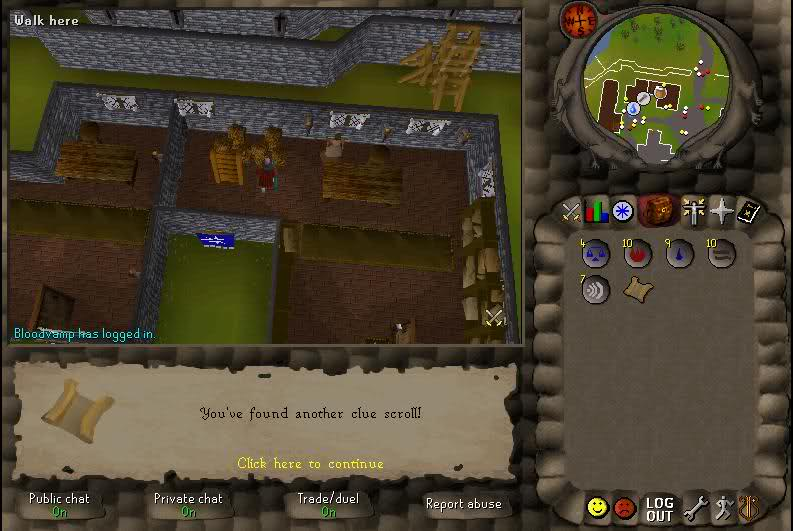 Walk here
N
W E
S
4
10
9
10
7
Bloodvamp has logged in.
You've found another clue scroll!
Click here to continue
Public chat
On
Private chat
On
Trade/duel
On
Report abuse
LOG
OUT